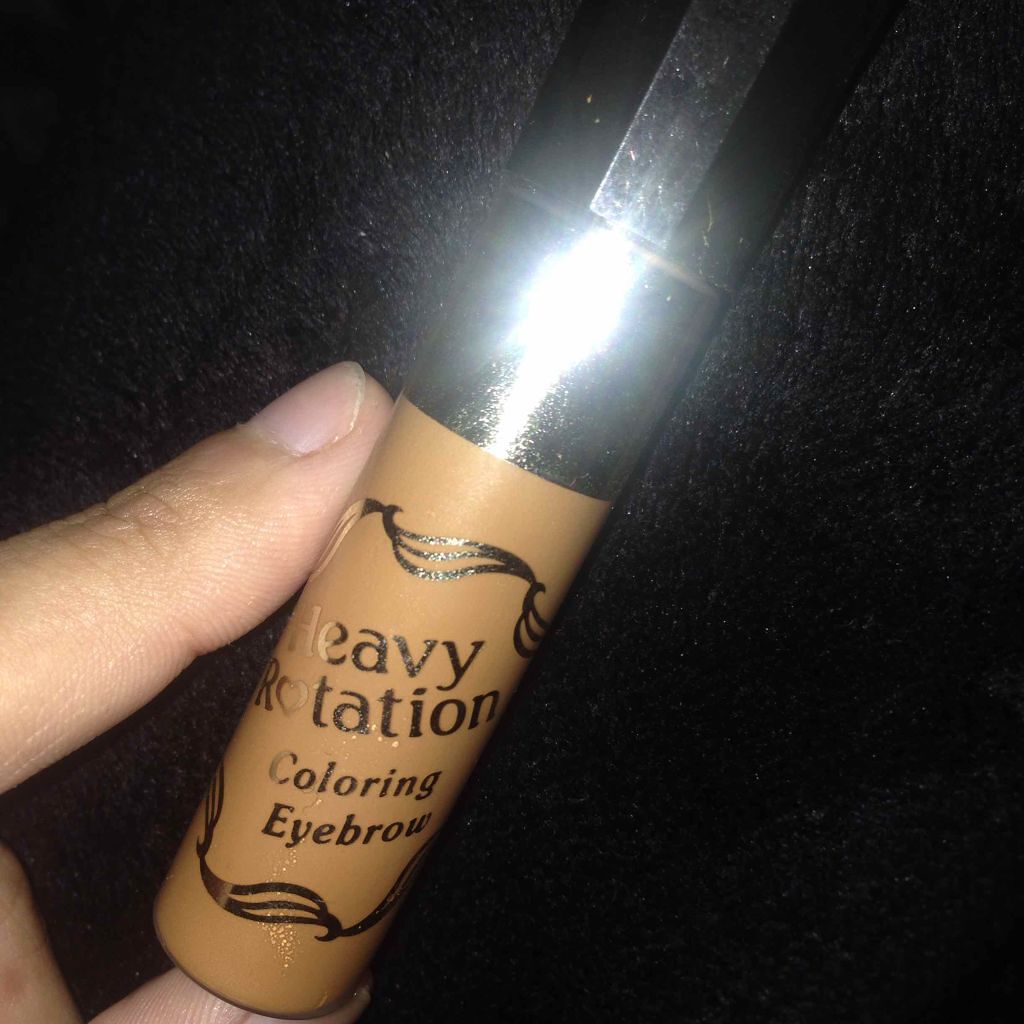 Heavy
Rotation
Coloring
Eyebrow